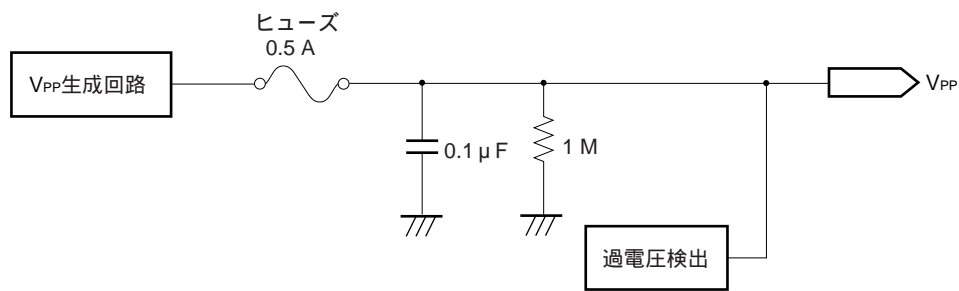 ヒューズ
0.5 A
VPP生成回路
VPP
0.1 μ F
1 M
過電圧検出